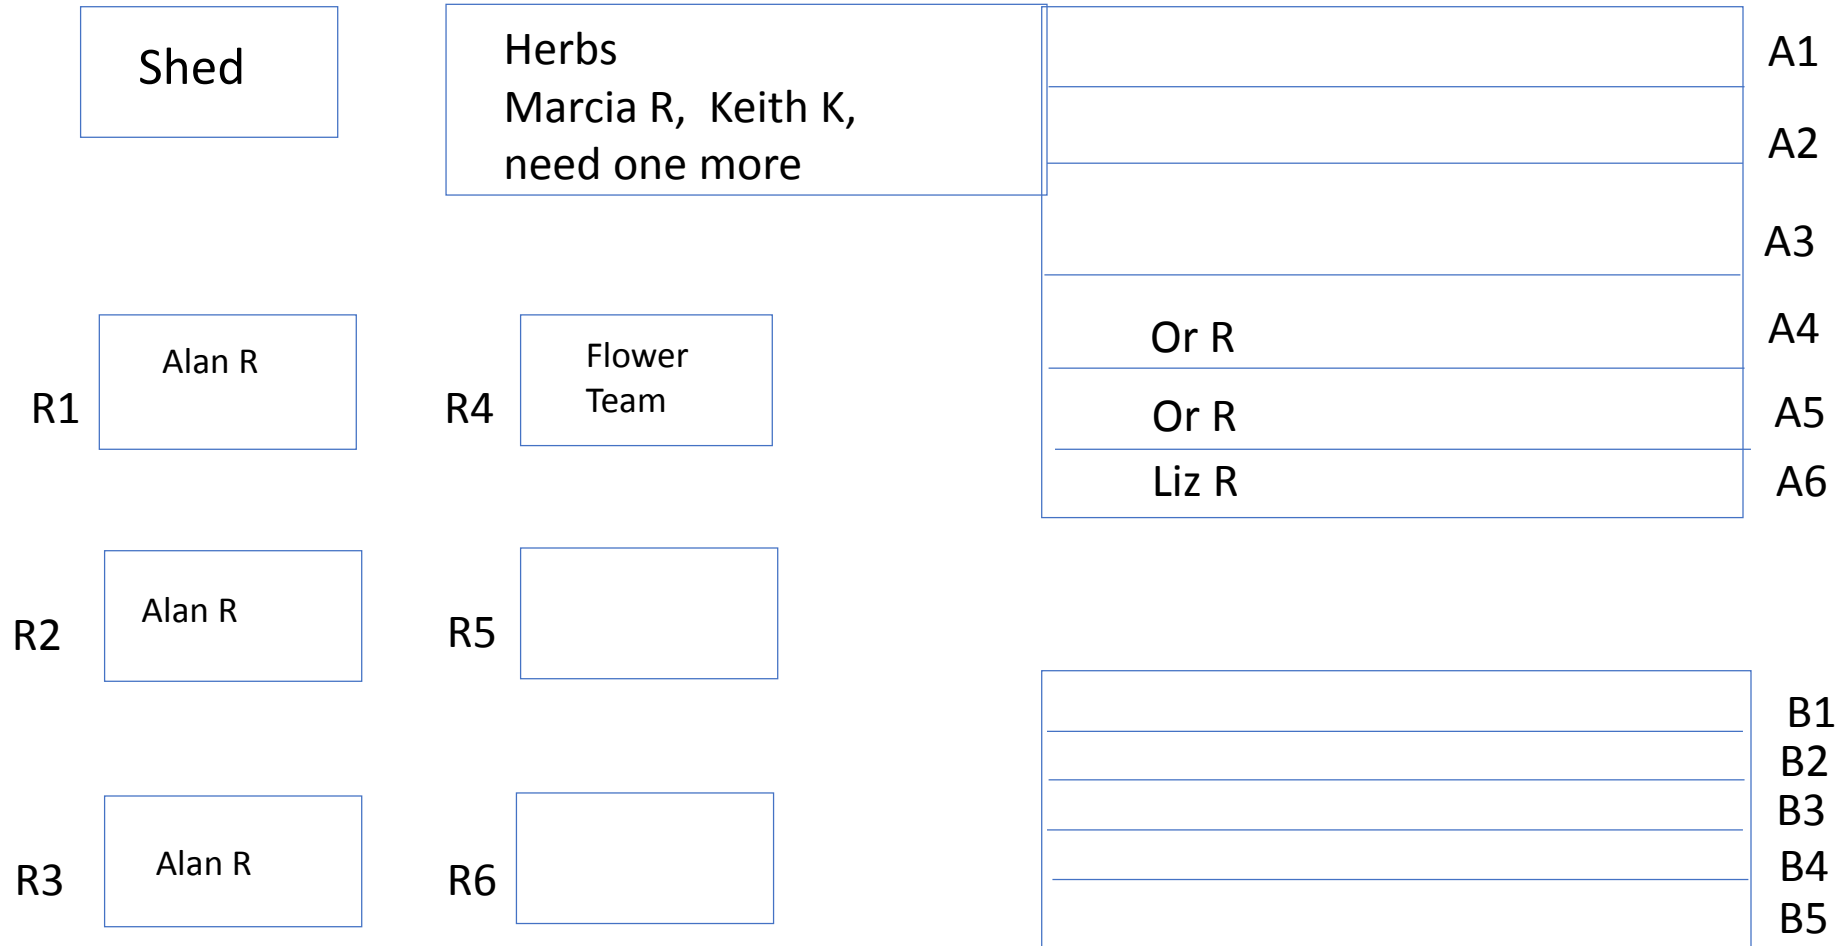 Shed
Herbs
Marcia R,  Keith K,
need one more
A1
A2
A3
Or R
A4
Or R
A5
Liz R
A6
R1
Alan R
R4
Flower
Team
R2
Alan R
R5
R3
Alan R
R6
B1
B2
B3
B4
B5